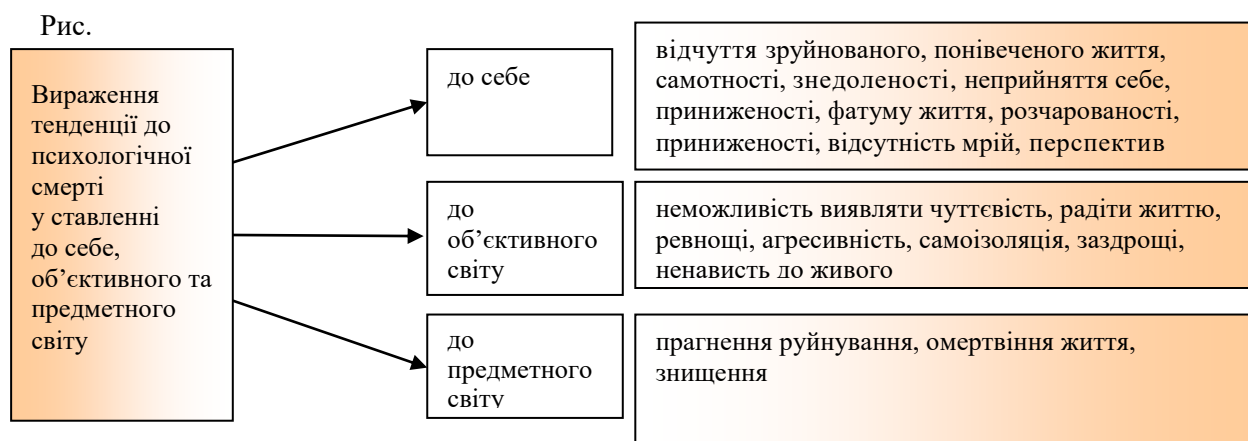 Рис.
Вираження
тенденції до
психологічної
смерті
у ставленні
до себе,
об’єктивного та
предметного
світу
до себе
відчуття зруйнованого, понівеченого життя,
самотності, знедоленості, неприйняття себе,
приниженості, фатуму життя, розчарованості,
приниженості, відсутність мрій, перспектив
до
об’єктивного
світу
неможливість виявляти чуттєвість, радіти життю,
ревнощі, агресивність, самоізоляція, заздрощі,
ненависть до живого
до
предметного
світу
прагнення руйнування, омертвіння життя,
знищення